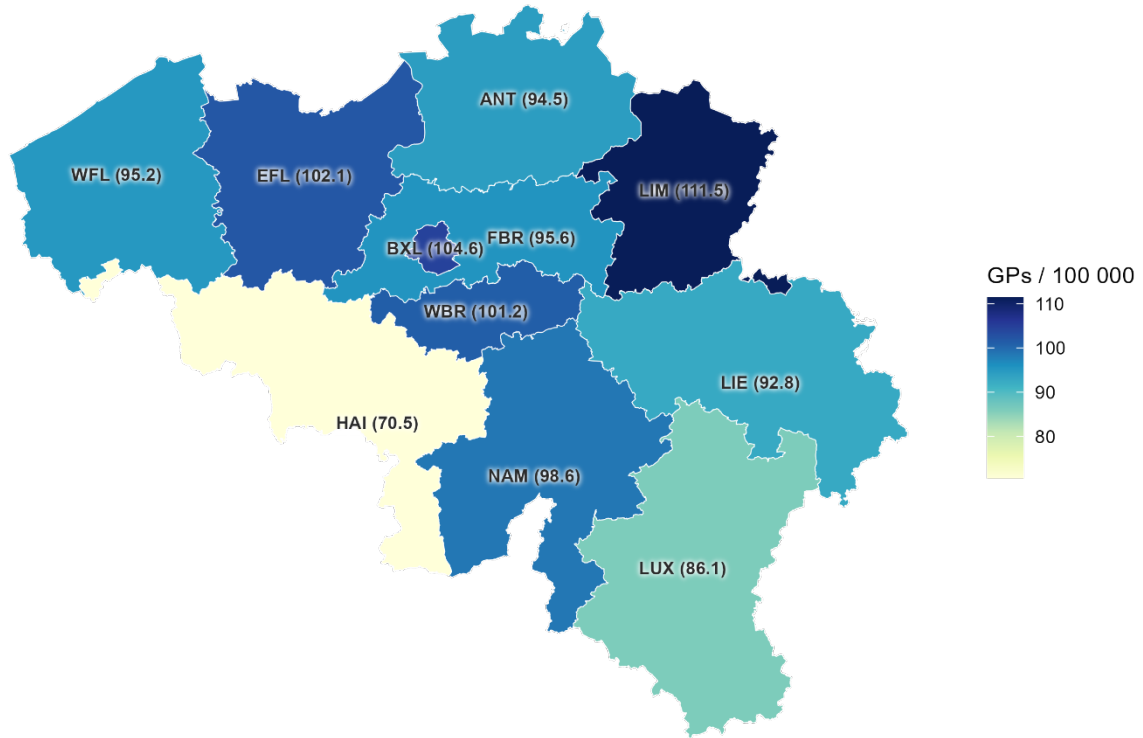 ANT (94.5)
WFL (95.2)
EFL (102.1)
LIM (111.5)
BXL (104.6)
FBR (95.6)
WBR (101.2)
LIE (92.8)
HAI (70.5)
NAM (98.6)
LUX (86.1)
GPs / 100 000
110
100
90
80